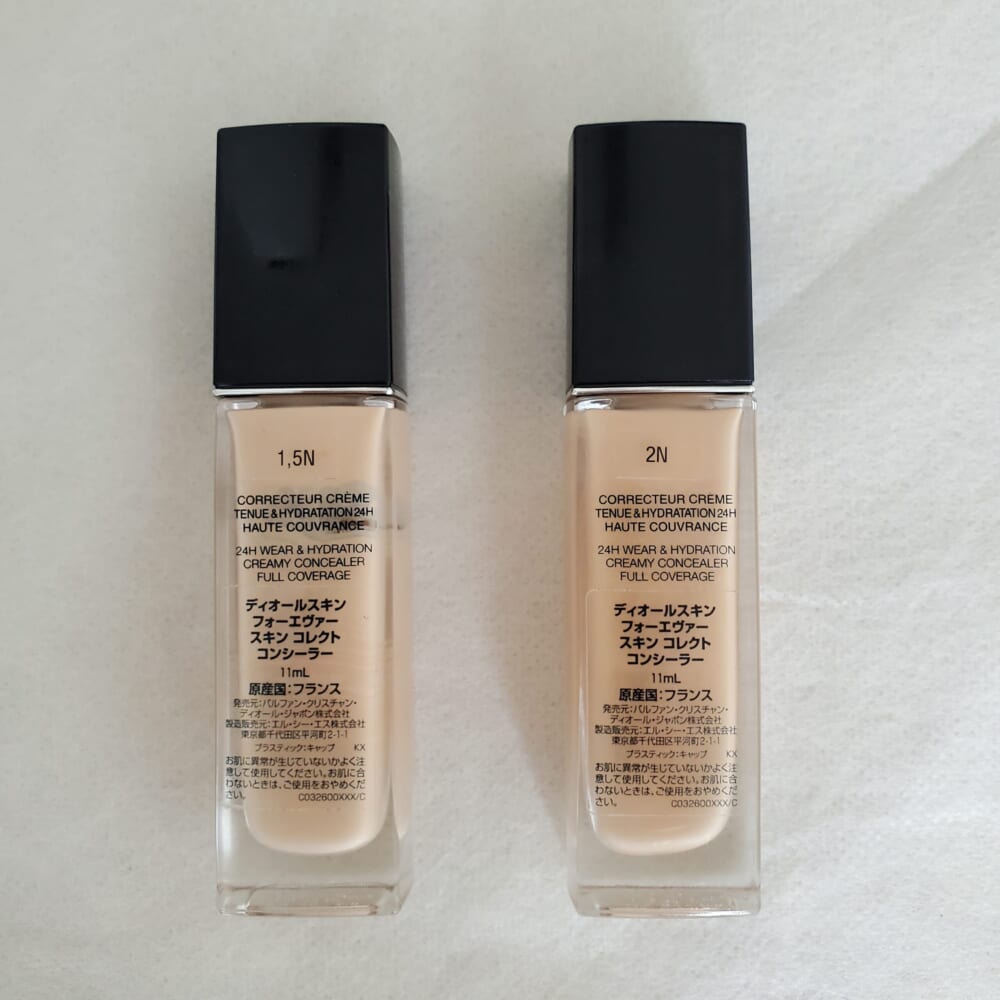 1,5N
CORRECTEUR CRÈME
TENUE & HYDRATATION 24H
HAUTE COUVRANCE
24H WEAR & HYDRATION
CREAMY CONCEALER
FULL COVERAGE
ディオールスキン
フォーエヴァー
スキン コレクト
コンシーラー
11mL
原産国:フランス
発売元:パルファン・クリスチャン・
ディオール・ジャポン株式会社
製造販売元:エル・シー・エス株式会社
東京都千代田区平河町2-1-1
プラスティック:キャップ KX
お肌に異常が生じていないかよく注
意して使用してください。お肌に合
わないときは、ご使用をおやめくだ
さい。 C032600XXX/C
2N
CORRECTEUR CRÈME
TENUE & HYDRATATION 24H
HAUTE COUVRANCE
24H WEAR & HYDRATION
CREAMY CONCEALER
FULL COVERAGE
ディオールスキン
フォーエヴァー
スキン コレクト
コンシーラー
11mL
原産国:フランス
発売元:パルファン・クリスチャン・
ディオール・ジャポン株式会社
製造販売元:エル・シー・エス株式会社
東京都千代田区平河町2-1-1
プラスティック:キャップ KX
お肌に異常が生じていないかよく注
意して使用してください。お肌に合
わないときは、ご使用をおやめくだ
さい。 C032600XXX/C